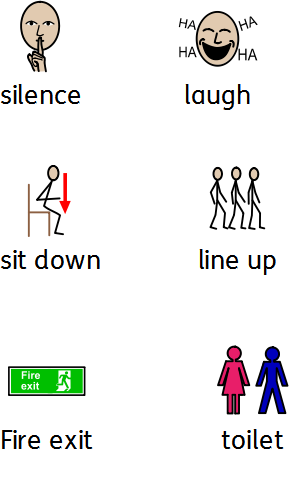 HA HA
HA HA
silence laugh
sit down line up
Fire
exit
Fire exit toilet